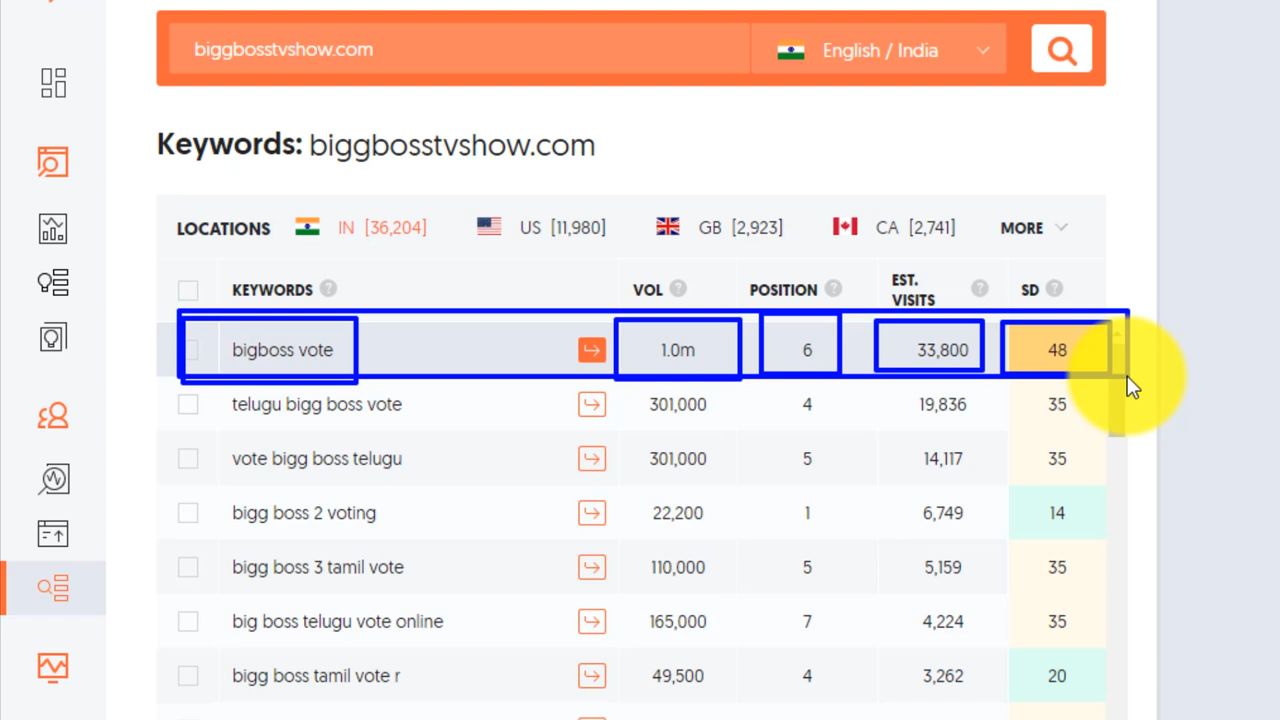 biggbosstvshow.com English / India
Keywords: biggbosstvshow.com
LOCATIONS IN [36,204] US [11,980] GB [2,923] CA [2,741] MORE
KEYWORDS ? VOL ? POSITION ? EST. VISITS ? SD ?
bigboss vote 1.0m 6 33,800 48
telugu bigg boss vote 301,000 4 19,836 35
vote bigg boss telugu 301,000 5 14,117 35
bigg boss 2 voting 22,200 1 6,749 14
bigg boss 3 tamil vote 110,000 5 5,159 35
big boss telugu vote online 165,000 7 4,224 35
bigg boss tamil vote r 49,500 4 3,262 20